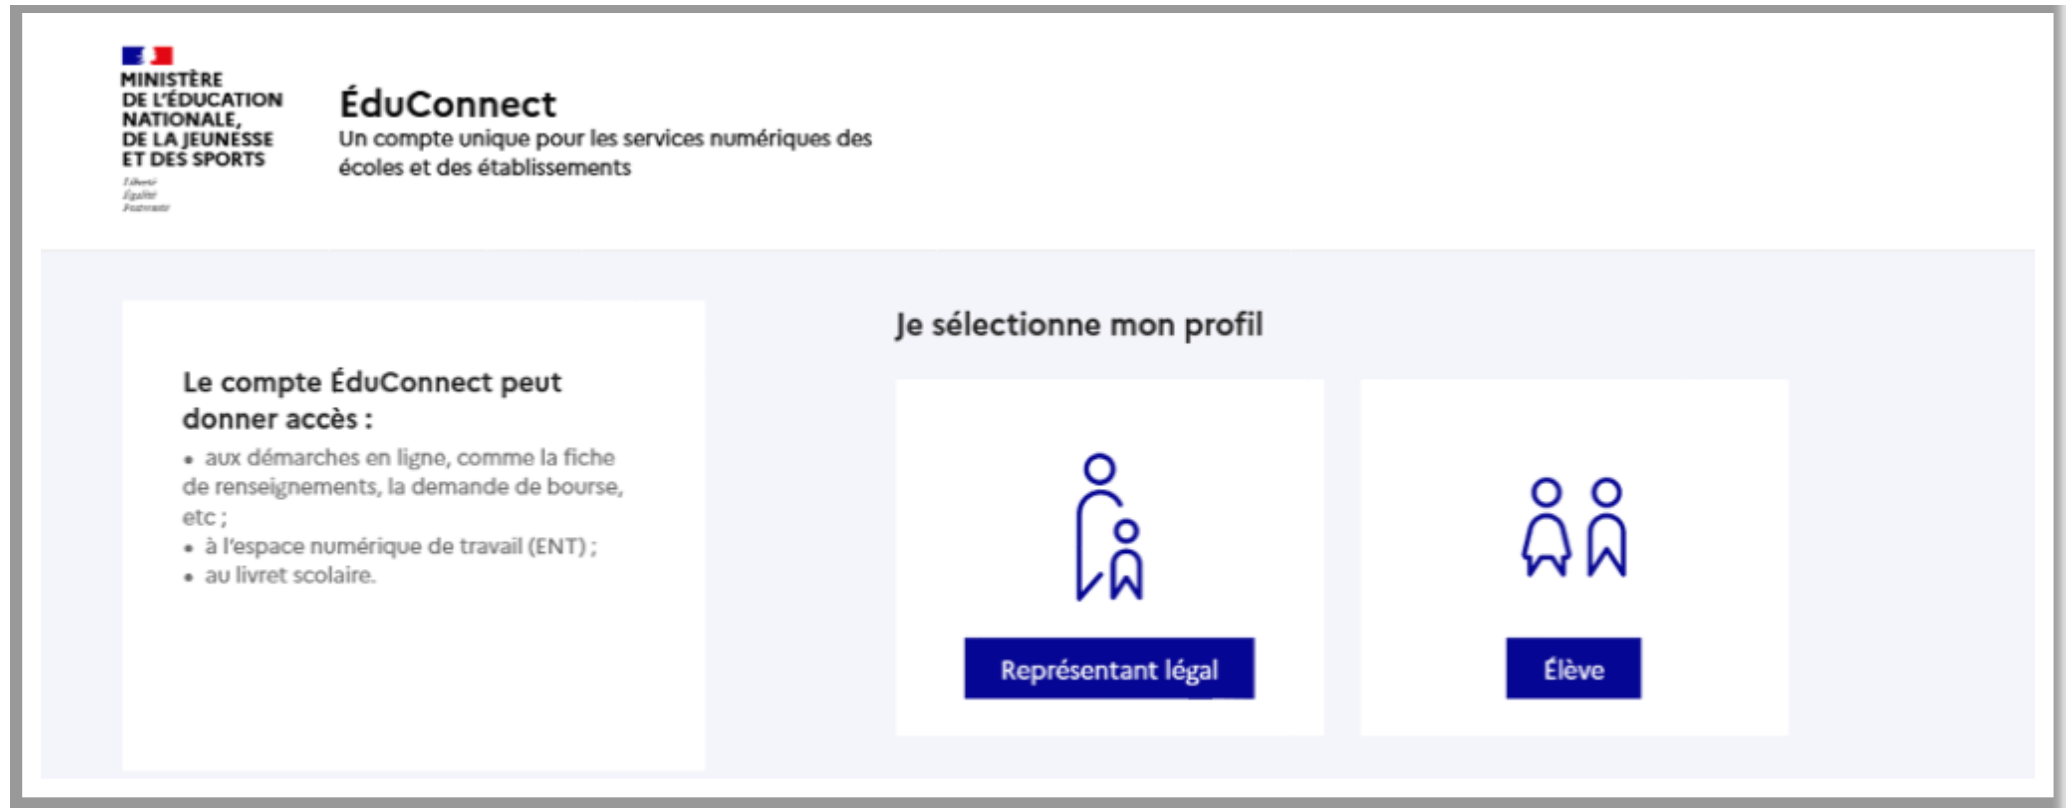 MINISTÈRE
DE L'ÉDUCATION
NATIONALE,
DE LA JEUNESSE
ET DES SPORTS
Liberté
Égalité
Fraternité
ÉduConnect
Un compte unique pour les services numériques des
écoles et des établissements
Le compte ÉduConnect peut
donner accès :
• aux démarches en ligne, comme la fiche
de renseignements, la demande de bourse,
etc ;
• à l'espace numérique de travail (ENT) ;
• au livret scolaire.
Je sélectionne mon profil
Représentant légal
Élève